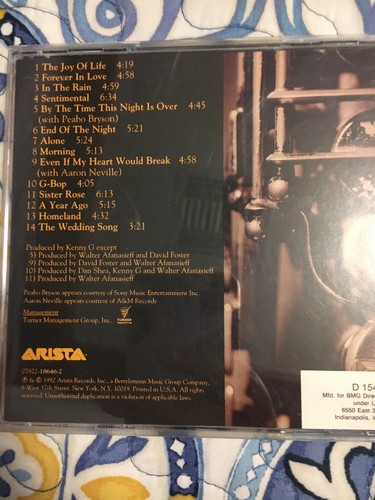 1 The Joy Of Life 4:19
2 Forever In Love 4:58
3 In The Rain 4:59
4 Sentimental 6:34
5 By The Time This Night Is Over 4:45
(with Peabo Bryson)
6 End Of The Night 5:21
7 Alone 5:24
8 Morning 5:13
9 Even If My Heart Would Break 4:58
(with Aaron Neville)
10 G-Bop 4:05
11 Sister Rose 6:13
12 A Year Ago 5:15
13 Homeland 4:32
14 The Wedding Song 3:21
Produced by Kenny G except
5) Produced by Walter Afanasieff and David Foster
9) Produced by David Foster and Walter Afanasieff
10) Produced by Dan Shea, Kenny G and Walter Afanasieff
11) Produced by Walter Afanasieff
Peabo Bryson appears courtesy of Sony Music Entertainment Inc.
Aaron Neville appears courtesy of A&M Records
Management
Turner Management Group, Inc.
ARISTA
07822-18646-2
℗ & © 1992 Arista Records, Inc., a Bertelsmann Music Group Company,
6 West 57th Street, New York, N.Y. 10019. Printed in U.S.A. All rights
reserved. Unauthorized duplication is a violation of applicable laws.
D 154
Mfd. for BMG Direc
under L
6550 East 3
Indianapolis, I